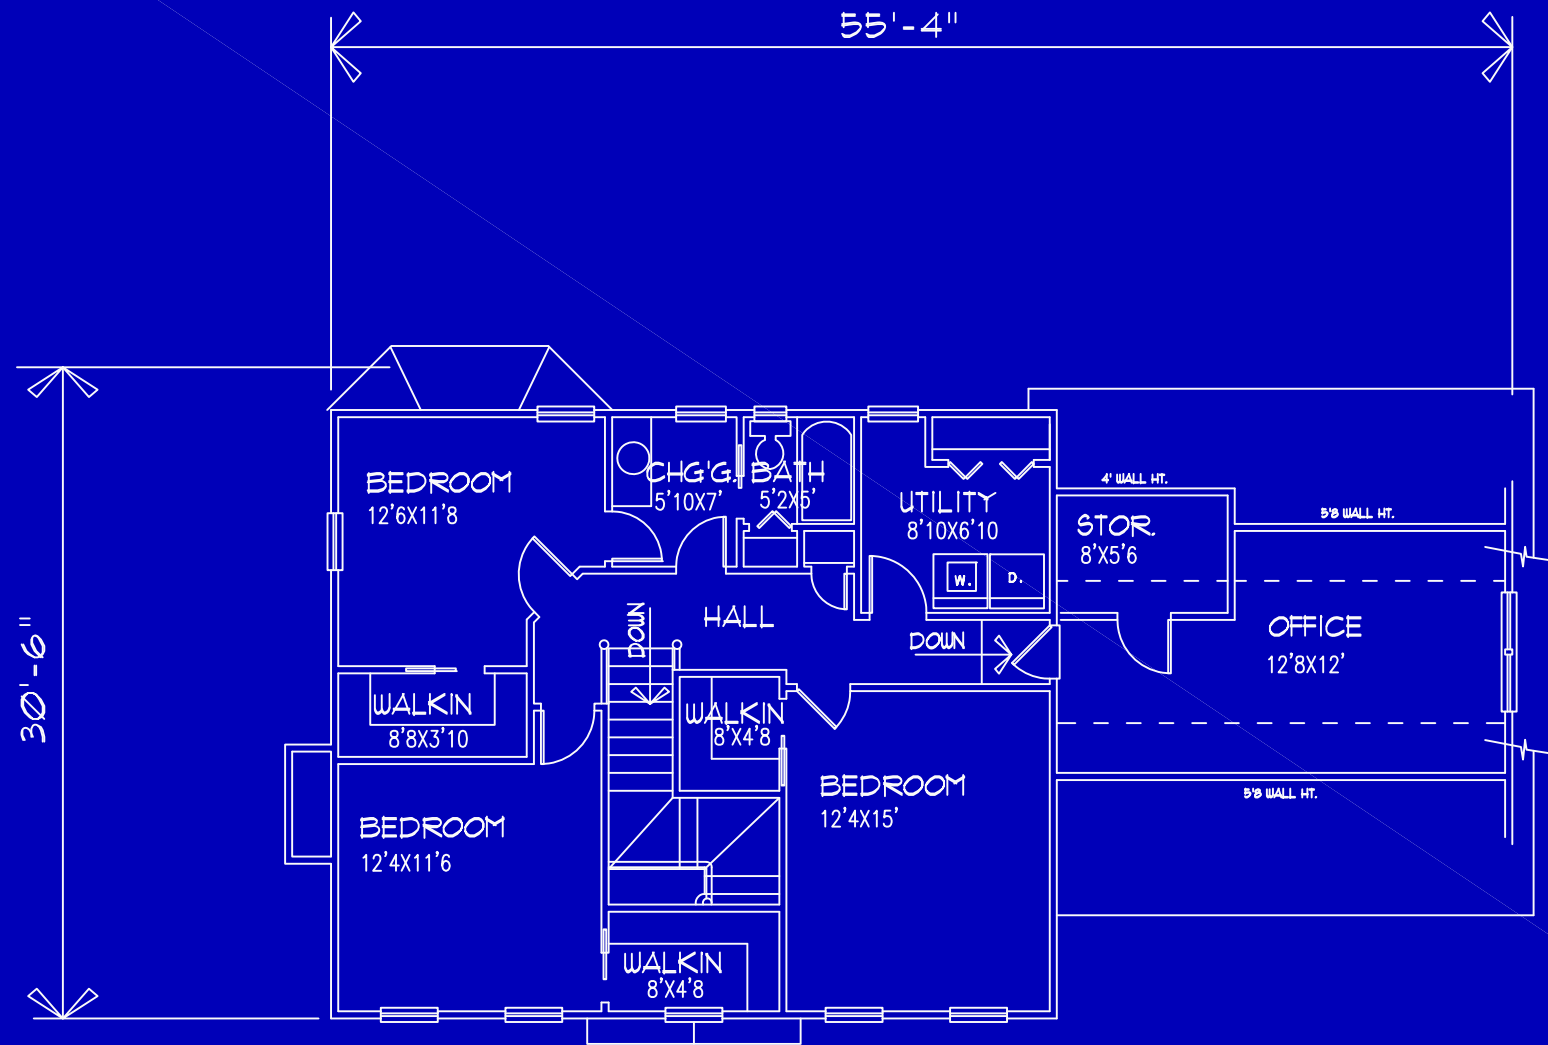 55'-4"
30'-6"
BEDROOM
12'6X11'8
CHG'G.
5'10X7'
BATH
5'2X5'
UTILITY
8'10X6'10
W.
D.
4' WALL HT.
STOR.
8'X5'6
5'8 WALL HT.
OFFICE
12'8X12'
HALL
DOWN
DOWN
WALKIN
8'8X3'10
WALKIN
8'X4'8
BEDROOM
12'4X15'
5'8 WALL HT.
BEDROOM
12'4X11'6
WALKIN
8'X4'8